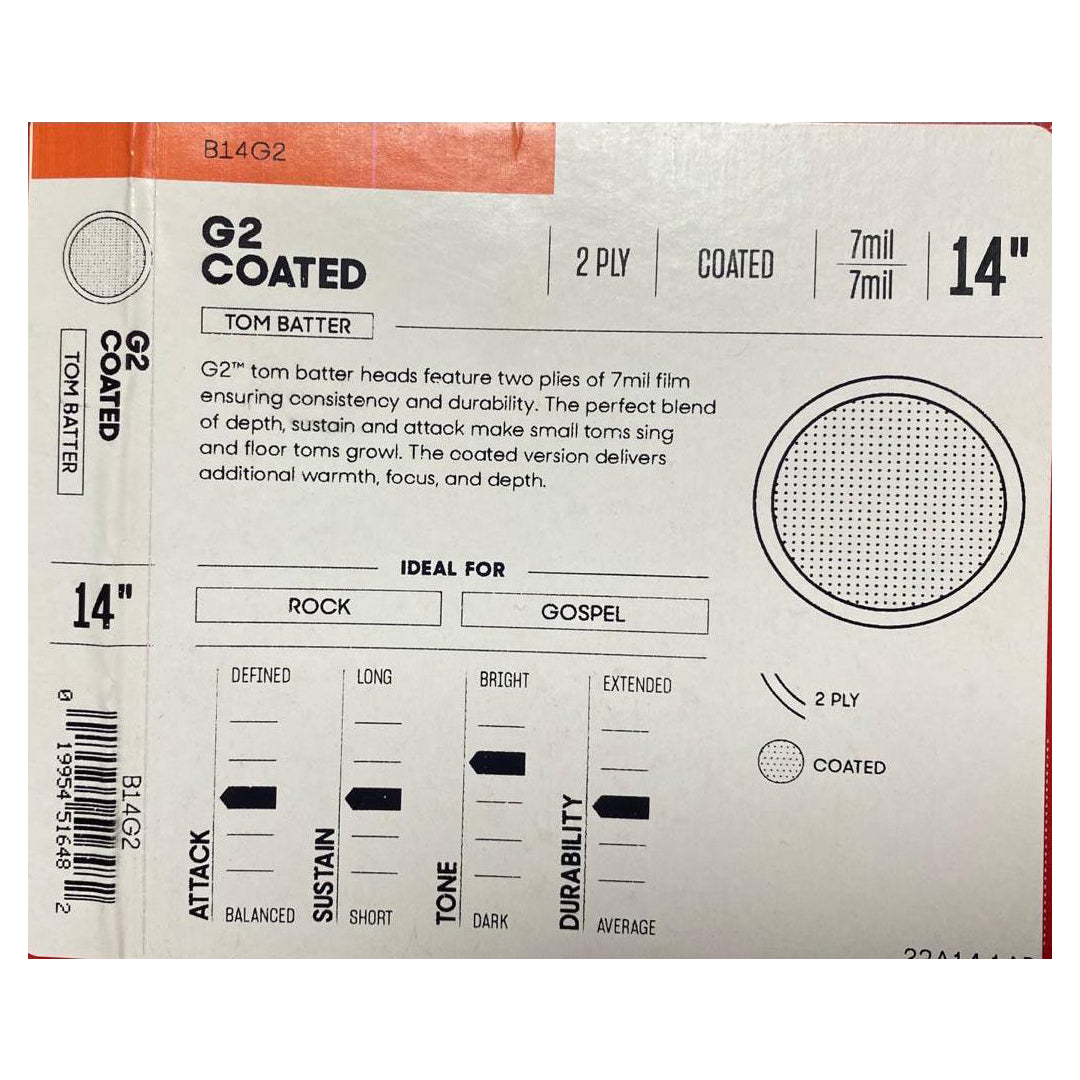 B14G2
G2
COATED
TOM BATTER
2 PLY
COATED
7mil
7mil
14"
G2™ tom batter heads feature two plies of 7mil film
ensuring consistency and durability. The perfect blend
of depth, sustain and attack make small toms sing
and floor toms growl. The coated version delivers
additional warmth, focus, and depth.
IDEAL FOR
ROCK
GOSPEL
ATTACK
DEFINED
BALANCED
SUSTAIN
LONG
SHORT
TONE
BRIGHT
DARK
DURABILITY
EXTENDED
AVERAGE
2 PLY
COATED
G2
COATED
TOM BATTER
14"
B14G2
0 19954 51648 2